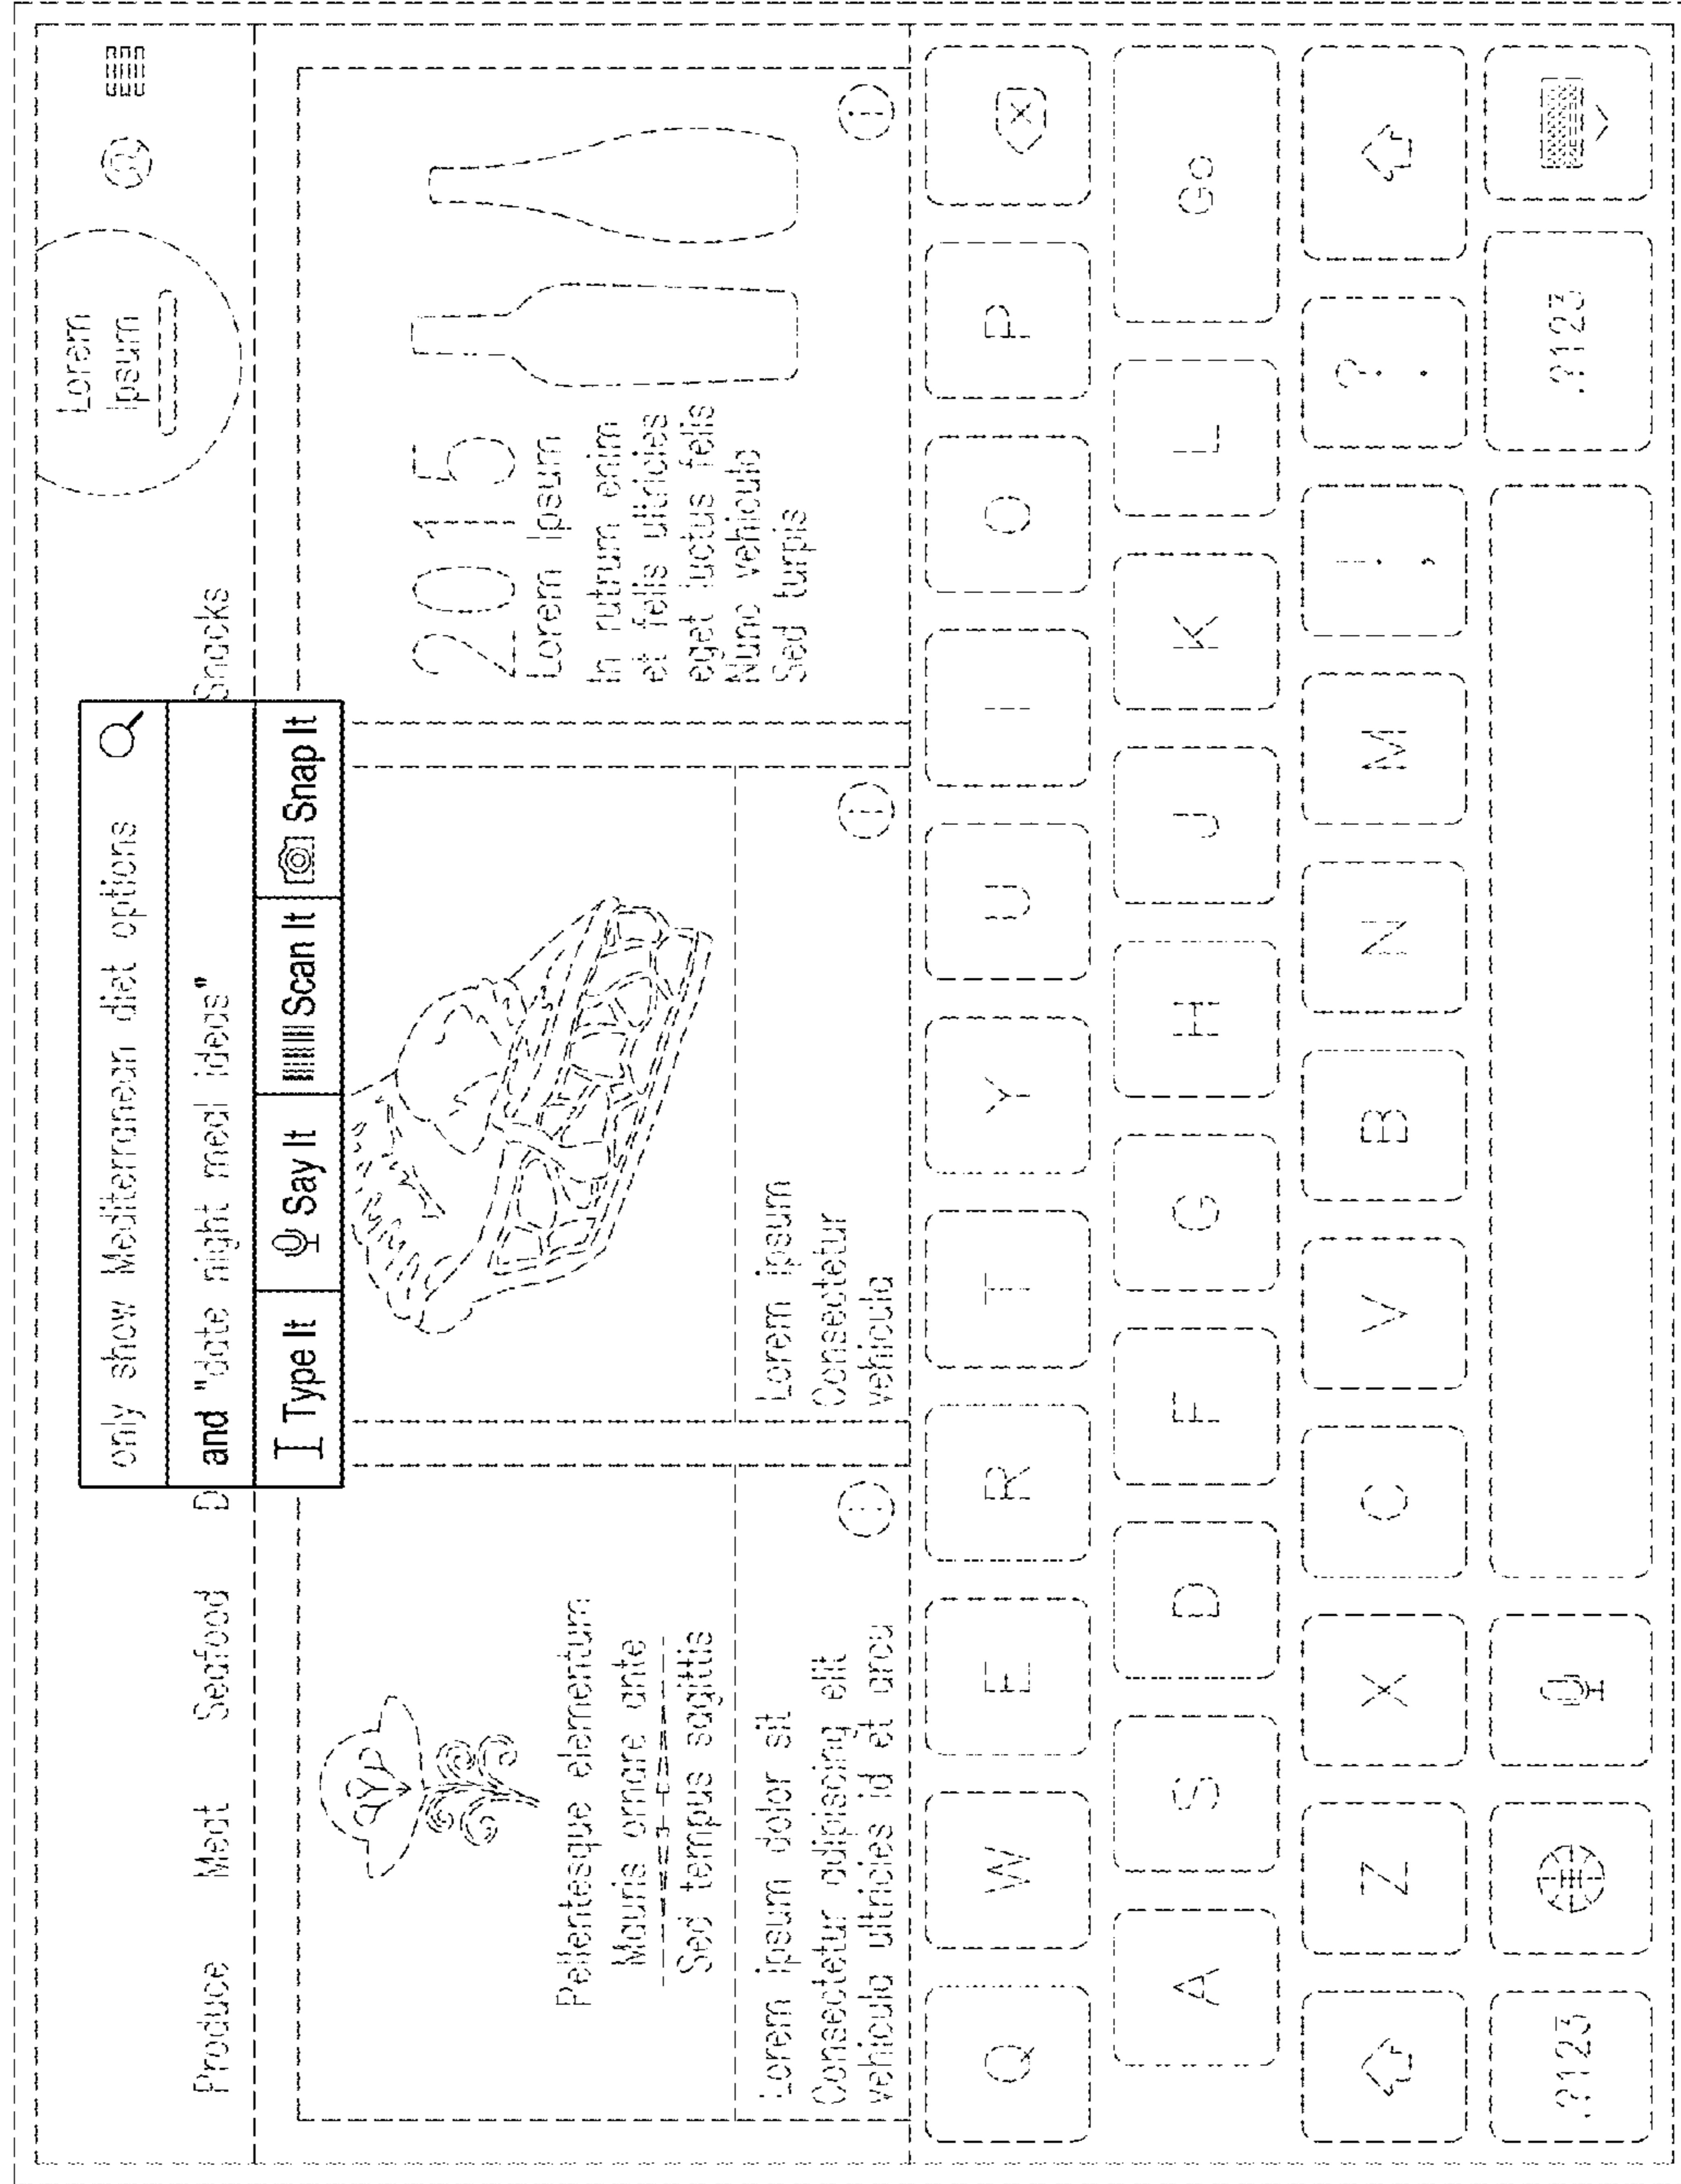 Lorem
Ipsum
only show Mediterranean diet options
and "date night meal ideas"
Produce Meat Seafood D Snacks
Type It Say It Scan It Snap It
Pellentesque elementum
Mauris ornare ante
Sed tempus sagittis
Lorem ipsum dolor sit
Consectetur adipiscing elit
vehicula ultricies id et arcu
i
Lorem ipsum
Consectetur
vehicula
i
2015
Lorem Ipsum
In rutrum enim
et felis ultricies
eget luctus felis
Nunc vehicula
Sed turpis
i
Q W E R T Y U I O P
A S D F G H J K L Go
Z X C V B N M ! , ? .
.?123 .?123